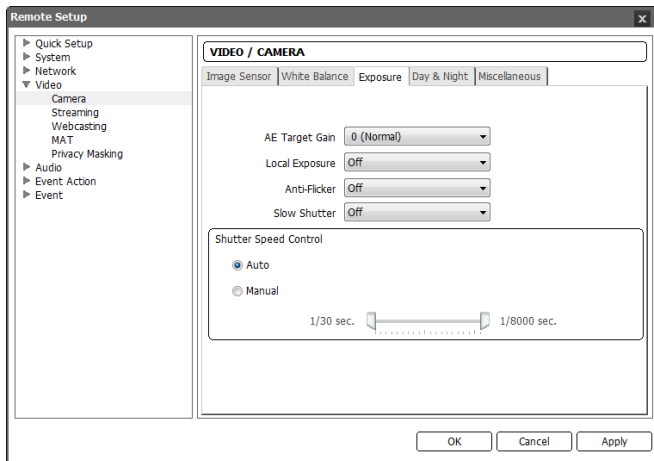 Remote Setup
x
Quick Setup
System
Network
Video
Camera
Streaming
Webcasting
MAT
Privacy Masking
Audio
Event Action
Event
VIDEO / CAMERA
Image Sensor White Balance Exposure Day & Night Miscellaneous
AE Target Gain 0 (Normal)
Local Exposure Off
Anti-Flicker Off
Slow Shutter Off
Shutter Speed Control
Auto
Manual
1/30 sec. 1/8000 sec.
OK Cancel Apply